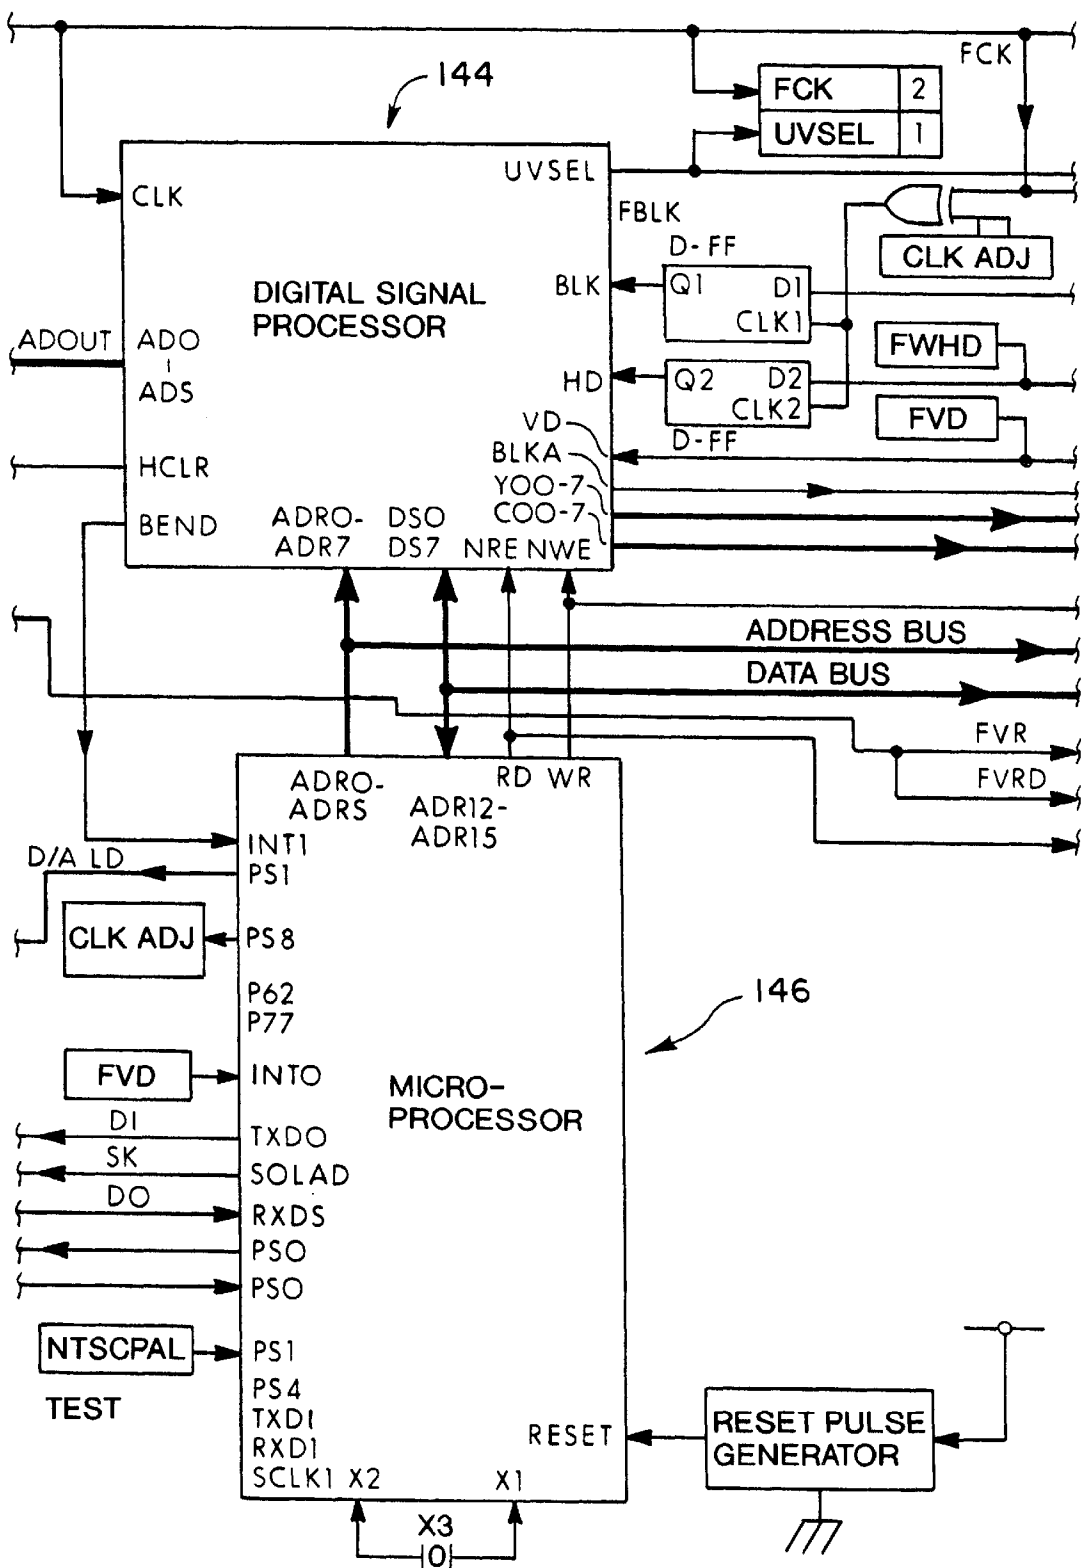 FCK
144
FCK 2
UVSEL 1
UVSEL
CLK
FBLK
CLK ADJ
D-FF
DIGITAL SIGNAL
PROCESSOR
BLK
Q1 D1
CLK1
ADOUT
ADO
ADS
FWHD
HD
Q2 D2
CLK2
FVD
D-FF
VD
HCLR
BLKA
YOO-7
COO-7
BEND
ADRO-
ADR7
DSO
DS7
NRE NWE
ADDRESS BUS
DATA BUS
FVR
FVRD
ADRO-
ADRS
ADR12-
ADR15
RD WR
INT1
D/A LD
PS1
CLK ADJ
PS8
P62
P77
146
FVD
INTO
MICRO-
PROCESSOR
DI
TXDO
SK
SOLAD
DO
RXDS
PSO
PSO
NTSCPAL
PS1
TEST
PS4
TXD1
RXD1
SCLK1 X2
X1
RESET
RESET PULSE
GENERATOR
X3